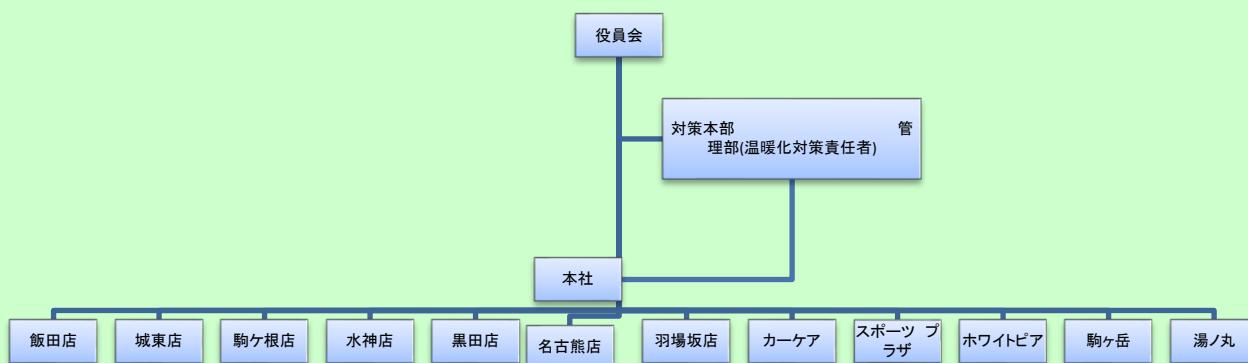 役員会
対策本部 管
理部(温暖化対策責任者)
本社
飯田店
城東店
駒ケ根店
水神店
黒田店
名古熊店
羽場坂店
カーケア
スポーツ プ
ラザ
ホワイトピア
駒ヶ岳
湯ノ丸